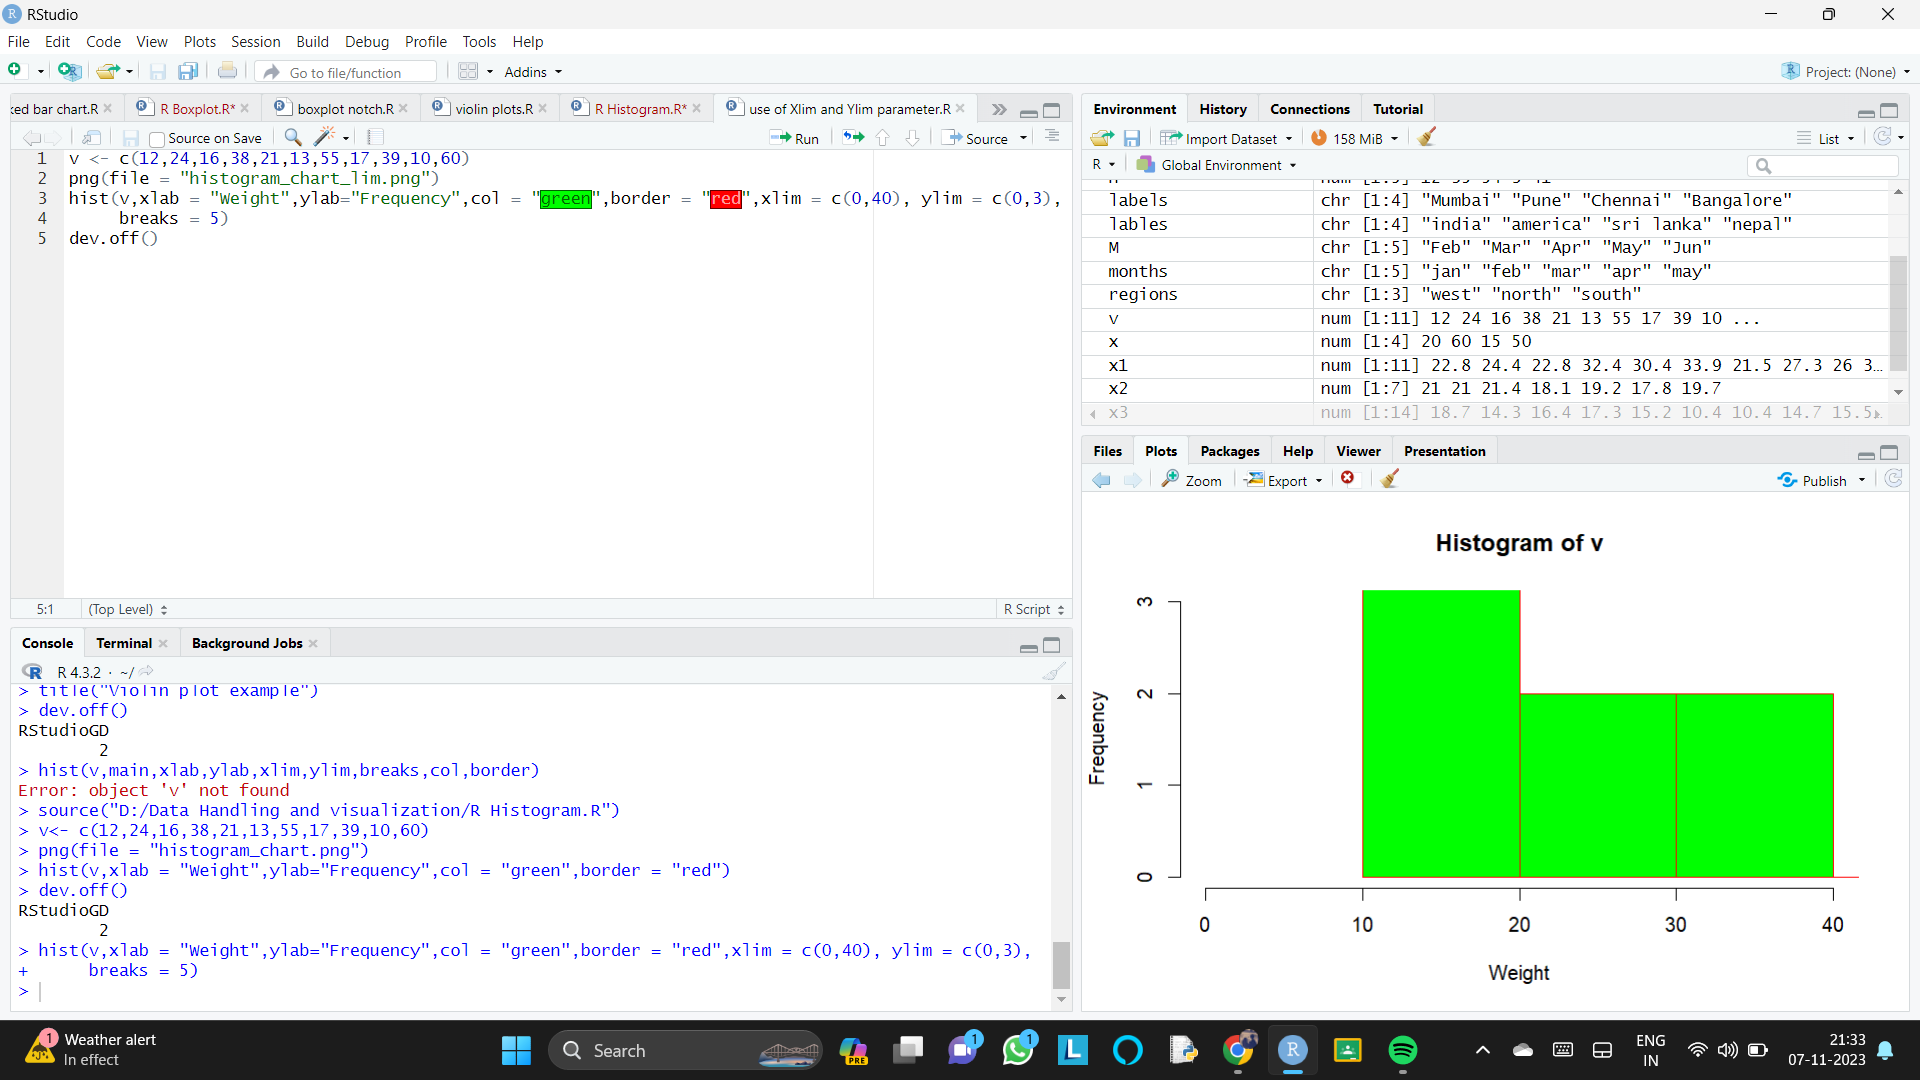 RStudio
File Edit Code View Plots Session Build Debug Profile Tools Help
Go to file/function Addins Project: (None)
ked bar chart.R R Boxplot.R* boxplot notch.R violin plots.R R Histogram.R* use of Xlim and Ylim parameter.R
Source on Save Run Source
1 v <- c(12,24,16,38,21,13,55,17,39,10,60)
2 png(file = "histogram_chart_lim.png")
3 hist(v,xlab = "Weight",ylab="Frequency",col = "green",border = "red",xlim = c(0,40), ylim = c(0,3),
4 breaks = 5)
5 dev.off()
5:1 (Top Level) R Script
Console Terminal Background Jobs
R 4.3.2 · ~/
> title("Violin plot example")
> dev.off()
RStudioGD
2
> hist(v,main,xlab,ylab,xlim,ylim,breaks,col,border)
Error: object 'v' not found
> source("D:/Data Handling and visualization/R Histogram.R")
> v<- c(12,24,16,38,21,13,55,17,39,10,60)
> png(file = "histogram_chart.png")
> hist(v,xlab = "Weight",ylab="Frequency",col = "green",border = "red")
> dev.off()
RStudioGD
2
> hist(v,xlab = "Weight",ylab="Frequency",col = "green",border = "red",xlim = c(0,40), ylim = c(0,3),
+ breaks = 5)
>
Environment History Connections Tutorial
Import Dataset 158 MiB List
R Global Environment
labels chr [1:4] "Mumbai" "Pune" "Chennai" "Bangalore"
lables chr [1:4] "india" "america" "sri lanka" "nepal"
M chr [1:5] "Feb" "Mar" "Apr" "May" "Jun"
months chr [1:5] "jan" "feb" "mar" "apr" "may"
regions chr [1:3] "west" "north" "south"
v num [1:11] 12 24 16 38 21 13 55 17 39 10 ...
x num [1:4] 20 60 15 50
x1 num [1:11] 22.8 24.4 22.8 32.4 30.4 33.9 21.5 27.3 26 3…
x2 num [1:7] 21 21 21.4 18.1 19.2 17.8 19.7
x3 num [1:14] 18.7 14.3 16.4 17.3 15.2 10.4 10.4 14.7 15.5
Files Plots Packages Help Viewer Presentation
Zoom Export Publish
Histogram of v
Frequency
3
2
1
0
0 10 20 30 40
Weight
1 Weather alert
In effect
Search
PRE
1
1
L
R
ENG
IN
21:33
07-11-2023